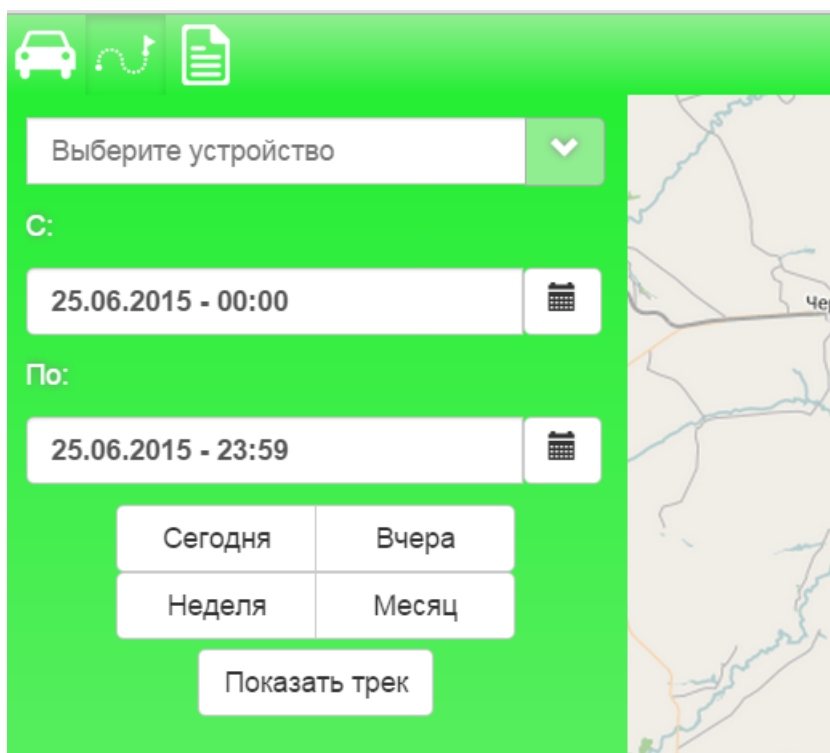 Выберите устройство
С:
25.06.2015 - 00:00
Че
По:
25.06.2015 - 23:59
Сегодня Вчера
Неделя Месяц
Показать трек